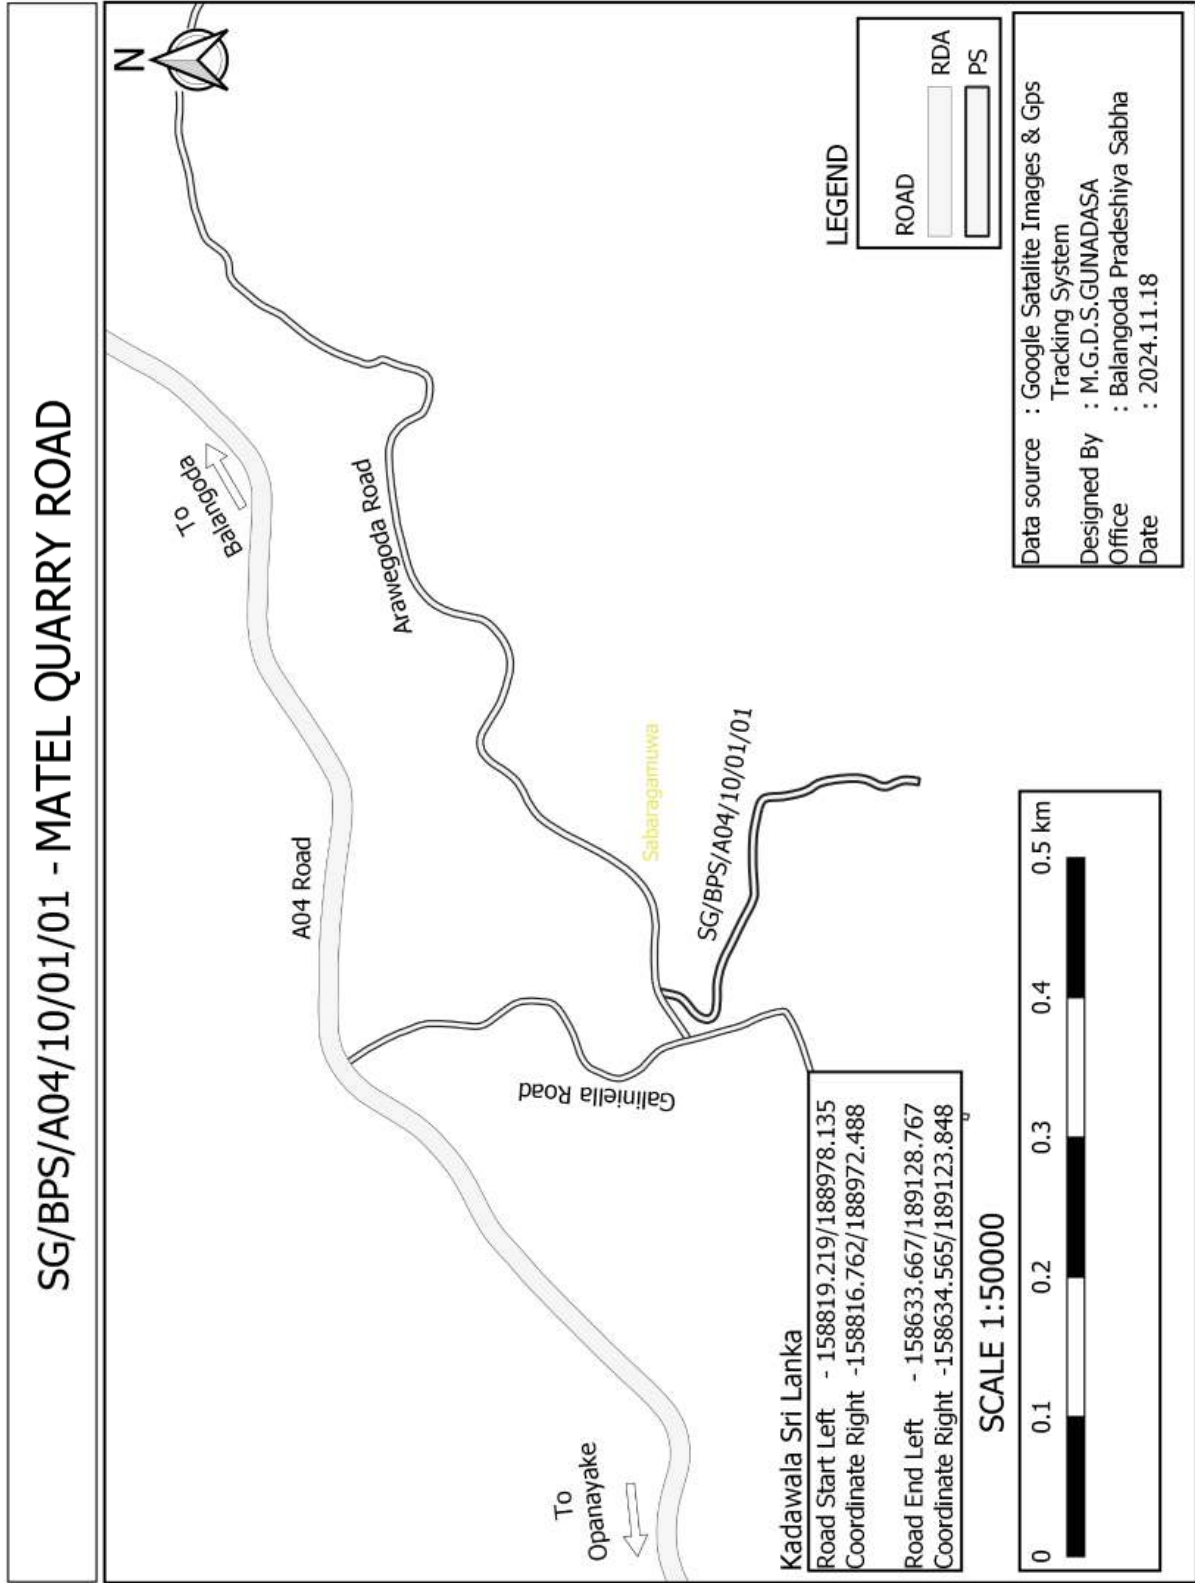 SG/BPS/A04/10/01/01 - MATEL QUARRY ROAD
N
To
Balangoda
A04 Road
Arawegoda Road
Sabaragamuwa
SG/BPS/A04/10/01/01
Galiniella Road
To
Opanayake
LEGEND
ROAD
RDA
PS
Kadawala Sri Lanka
Road Start Left - 158819.219/188978.135
Coordinate Right -158816.762/188972.488
Road End Left - 158633.667/189128.767
Coordinate Right -158634.565/189123.848
SCALE 1:50000
0 0.1 0.2 0.3 0.4 0.5 km
Data source : Google Satalite Images & Gps
Tracking System
Designed By : M.G.D.S.GUNADASA
Office : Balangoda Pradeshiya Sabha
Date : 2024.11.18